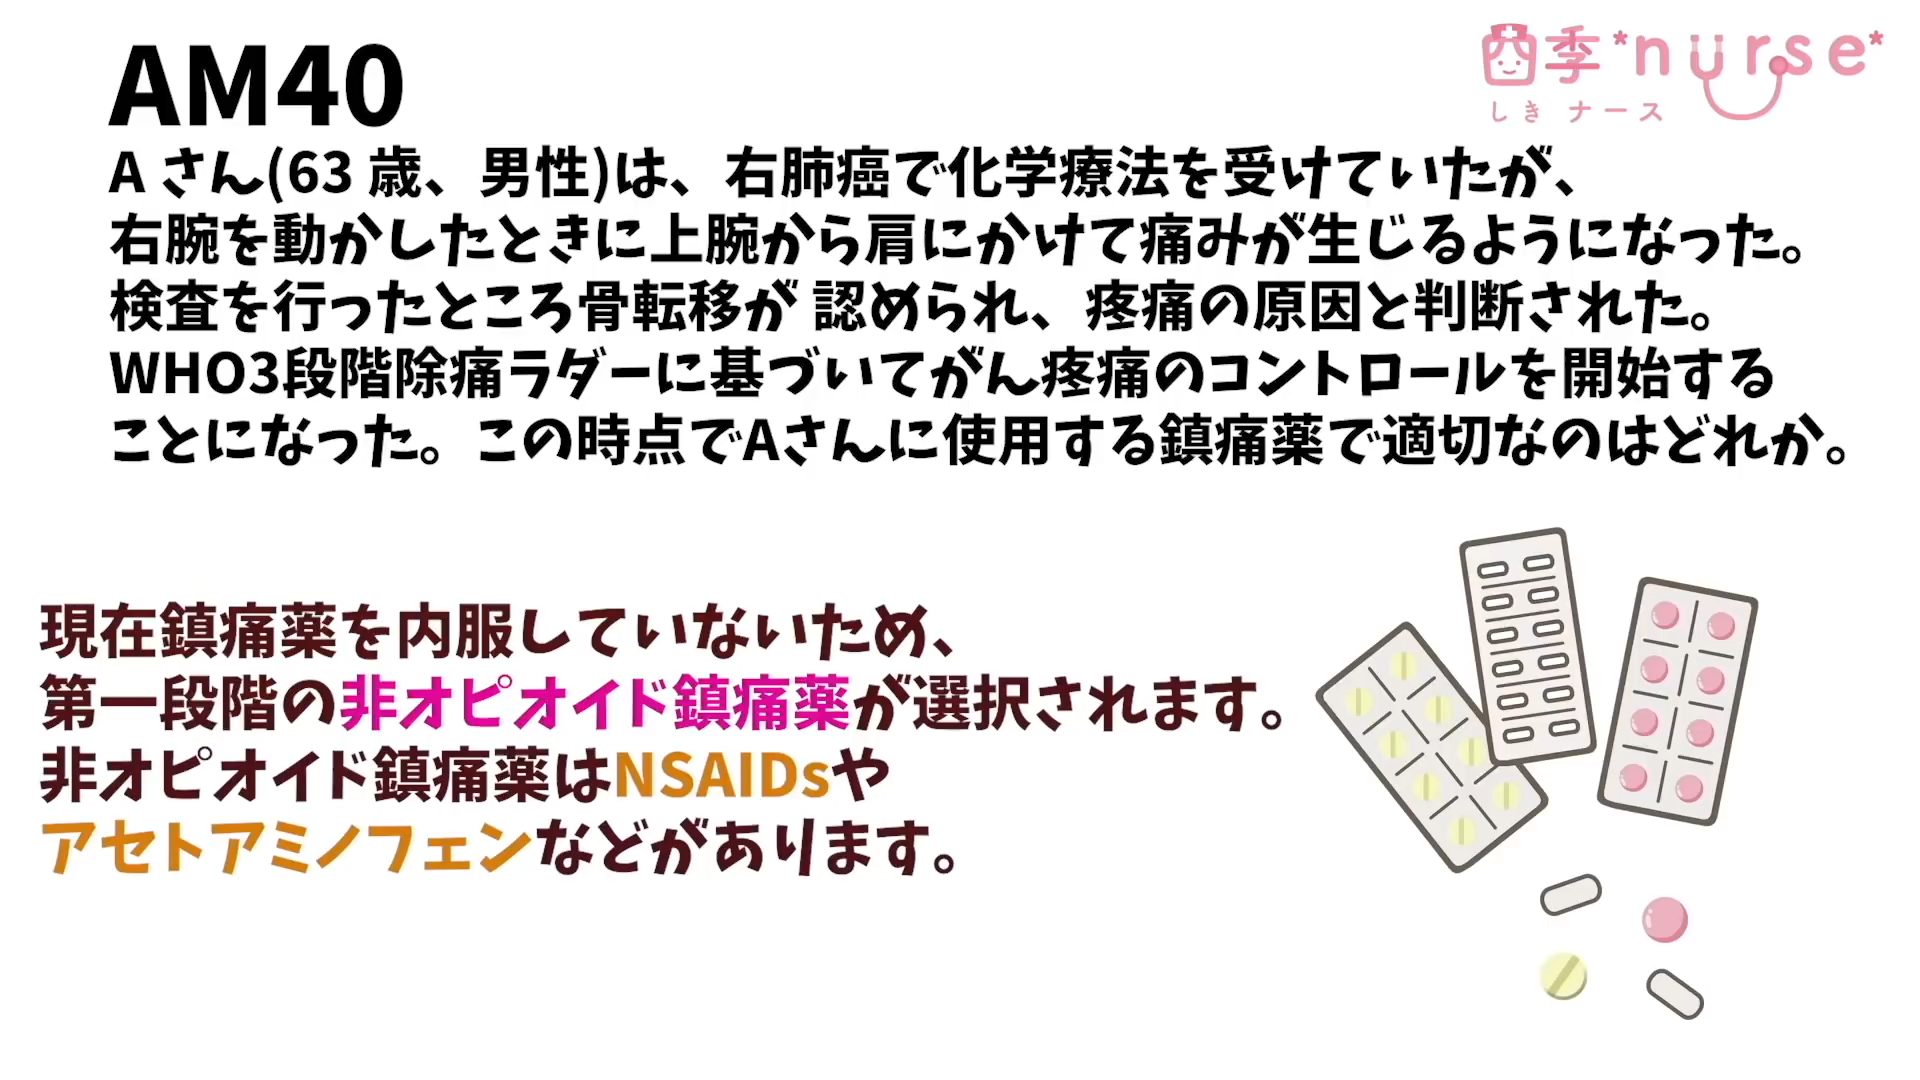 AM40
四季*nurse*
しきナース
Aさん(63 歳、男性)は、右肺癌で化学療法を受けていたが、
右腕を動かしたときに上腕から肩にかけて痛みが生じるようになった。
検査を行ったところ骨転移が 認められ、疼痛の原因と判断された。
WHO3段階除痛ラダーに基づいてがん疼痛のコントロールを開始する
ことになった。この時点でAさんに使用する鎮痛薬で適切なのはどれか。
現在鎮痛薬を内服していないため、
第一段階の非オピオイド鎮痛薬が選択されます。
非オピオイド鎮痛薬はNSAIDsや
アセトアミノフェンなどがあります。